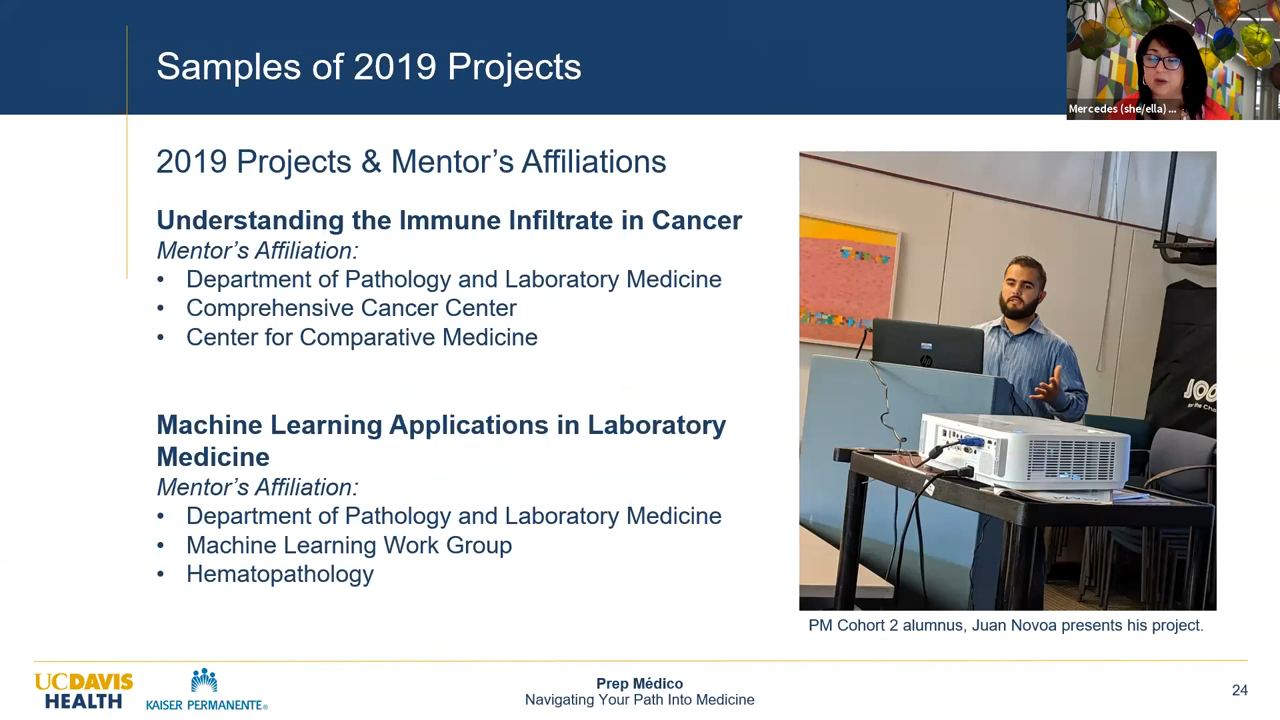 Samples of 2019 Projects
Mercedes (she/ella) ...
2019 Projects & Mentor's Affiliations
Understanding the Immune Infiltrate in Cancer
Mentor's Affiliation:
• Department of Pathology and Laboratory Medicine
• Comprehensive Cancer Center
• Center for Comparative Medicine
Machine Learning Applications in Laboratory
Medicine
Mentor's Affiliation:
• Department of Pathology and Laboratory Medicine
• Machine Learning Work Group
• Hematopathology
hp
PM Cohort 2 alumnus, Juan Novoa presents his project.
UCDAVIS
HEALTH
KAISER PERMANENTE®
Prep Médico
Navigating Your Path Into Medicine
24